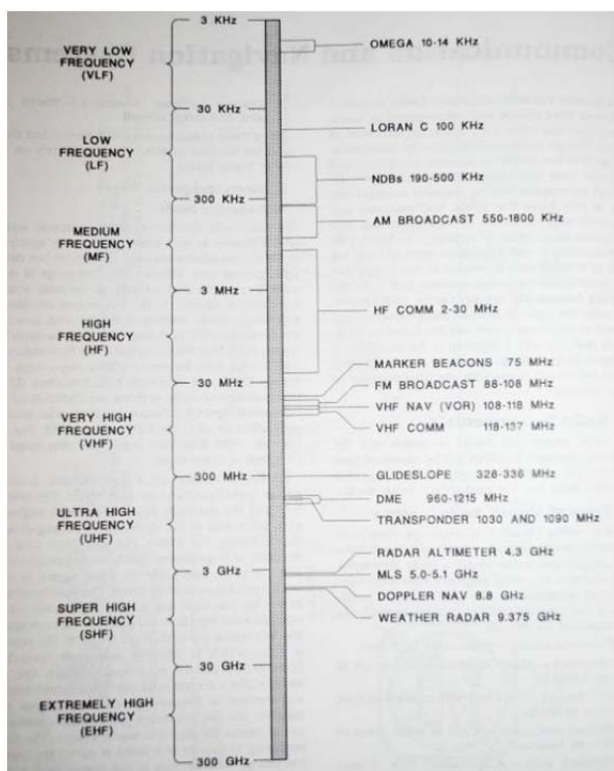 3 KHz
VERY LOW
FREQUENCY
(VLF)
OMEGA 10-14 KHz
30 KHz
LOW
FREQUENCY
(LF)
LORAN C 100 KHz
NDBs 190-500 KHz
300 KHz
AM BROADCAST 550-1800 KHz
MEDIUM
FREQUENCY
(MF)
3 MHz
HIGH
FREQUENCY
(HF)
HF COMM 2-30 MHz
30 MHz
MARKER BEACONS 75 MHz
FM BROADCAST 88-108 MHz
VHF NAV (VOR) 108-118 MHz
VHF COMM 118-137 MHz
VERY HIGH
FREQUENCY
(VHF)
300 MHz
GLIDESLOPE 328-336 MHz
DME 960-1215 MHz
TRANSPONDER 1030 AND 1090 MHz
ULTRA HIGH
FREQUENCY
(UHF)
3 GHz
RADAR ALTIMETER 4.3 GHz
MLS 5.0-5.1 GHz
DOPPLER NAV 8.8 GHz
WEATHER RADAR 9.375 GHz
SUPER HIGH
FREQUENCY
(SHF)
30 GHz
EXTREMELY HIGH
FREQUENCY
(EHF)
300 GHz